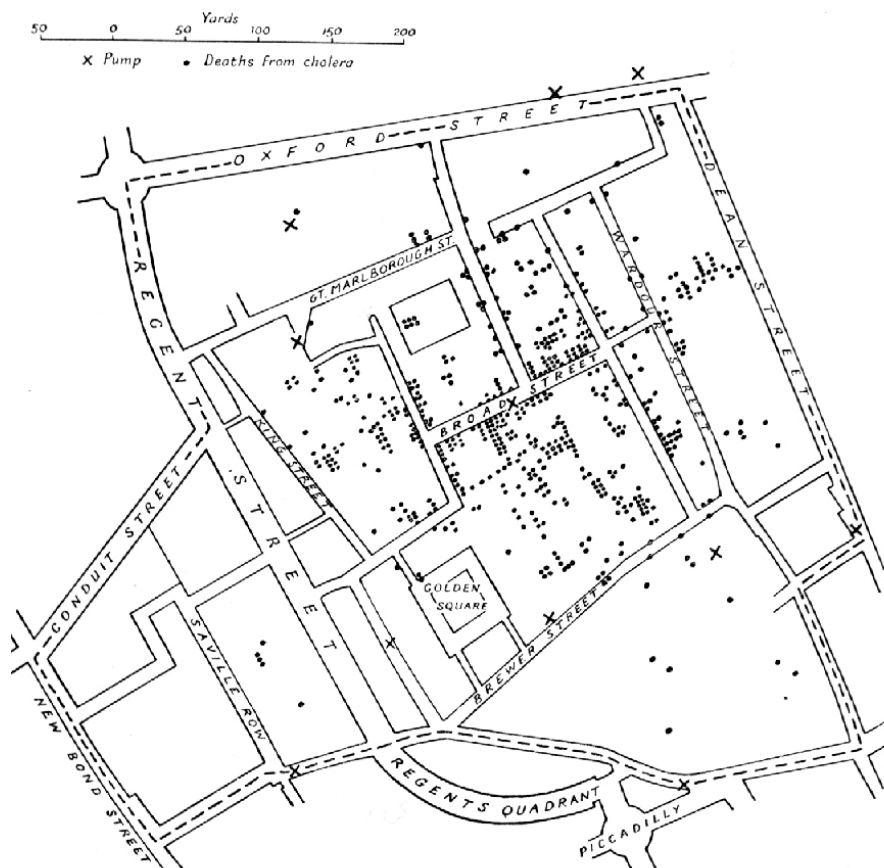 Yards
50 0 50 100 150 200
x Pump • Deaths from cholera
OXFORD STREET
DEAN STREET
REGENT STREET
GT. MARLBOROUGH ST.
WARDOUR STREET
BROAD STREET
KING STREET
CONDUIT STREET
GOLDEN
SQUARE
SAVILLE ROW
BREWER STREET
NEW BOND STREET
REGENTS QUADRANT
PICCADILLY